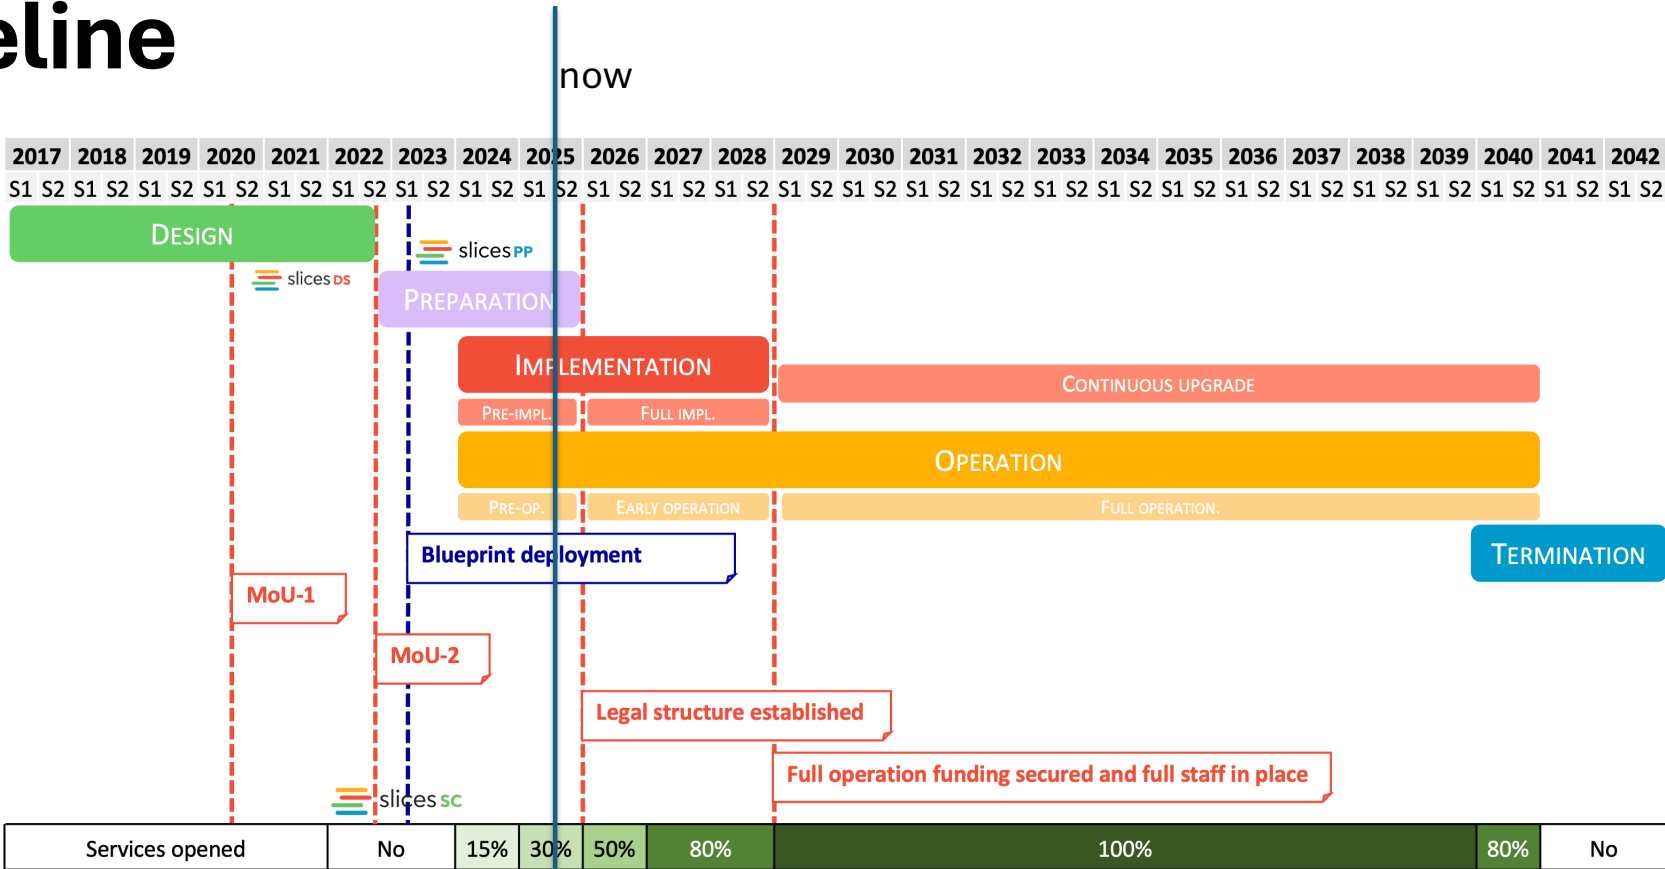 eline
now
2017 2018 2019 2020 2021 2022 2023 2024 2025 2026 2027 2028 2029 2030 2031 2032 2033 2034 2035 2036 2037 2038 2039 2040 2041 2042
S1 S2 S1 S2 S1 S2 S1 S2 S1 S2 S1 S2 S1 S2 S1 S2 S1 S2 S1 S2 S1 S2 S1 S2 S1 S2 S1 S2 S1 S2 S1 S2 S1 S2 S1 S2 S1 S2 S1 S2 S1 S2 S1 S2 S1 S2 S1 S2 S1 S2 S1 S2
DESIGN
slices PP
slices DS
PREPARATION
IMPLEMENTATION
CONTINUOUS UPGRADE
PRE-IMPL. FULL IMPL.
OPERATION
PRE-OP. EARLY OPERATION FULL OPERATION.
Blueprint deployment
TERMINATION
MoU-1
MoU-2
Legal structure established
Full operation funding secured and full staff in place
slices SC
Services opened No 15% 30% 50% 80% 100% 80% No